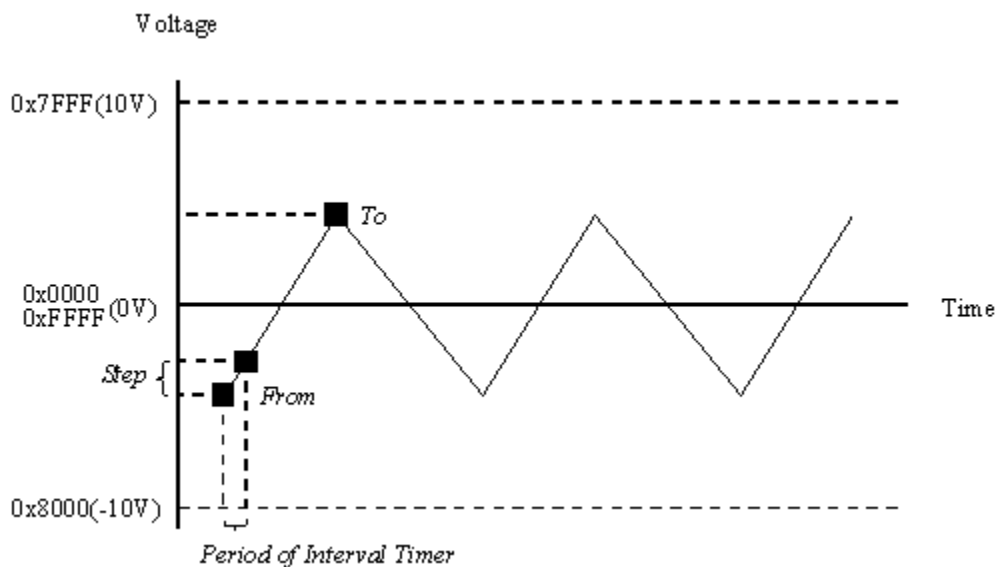 Voltage
0x7FFF(10V)
To
0x0000
0xFFFF(0V)
Time
Step
From
0x8000(-10V)
Period of Interval Timer